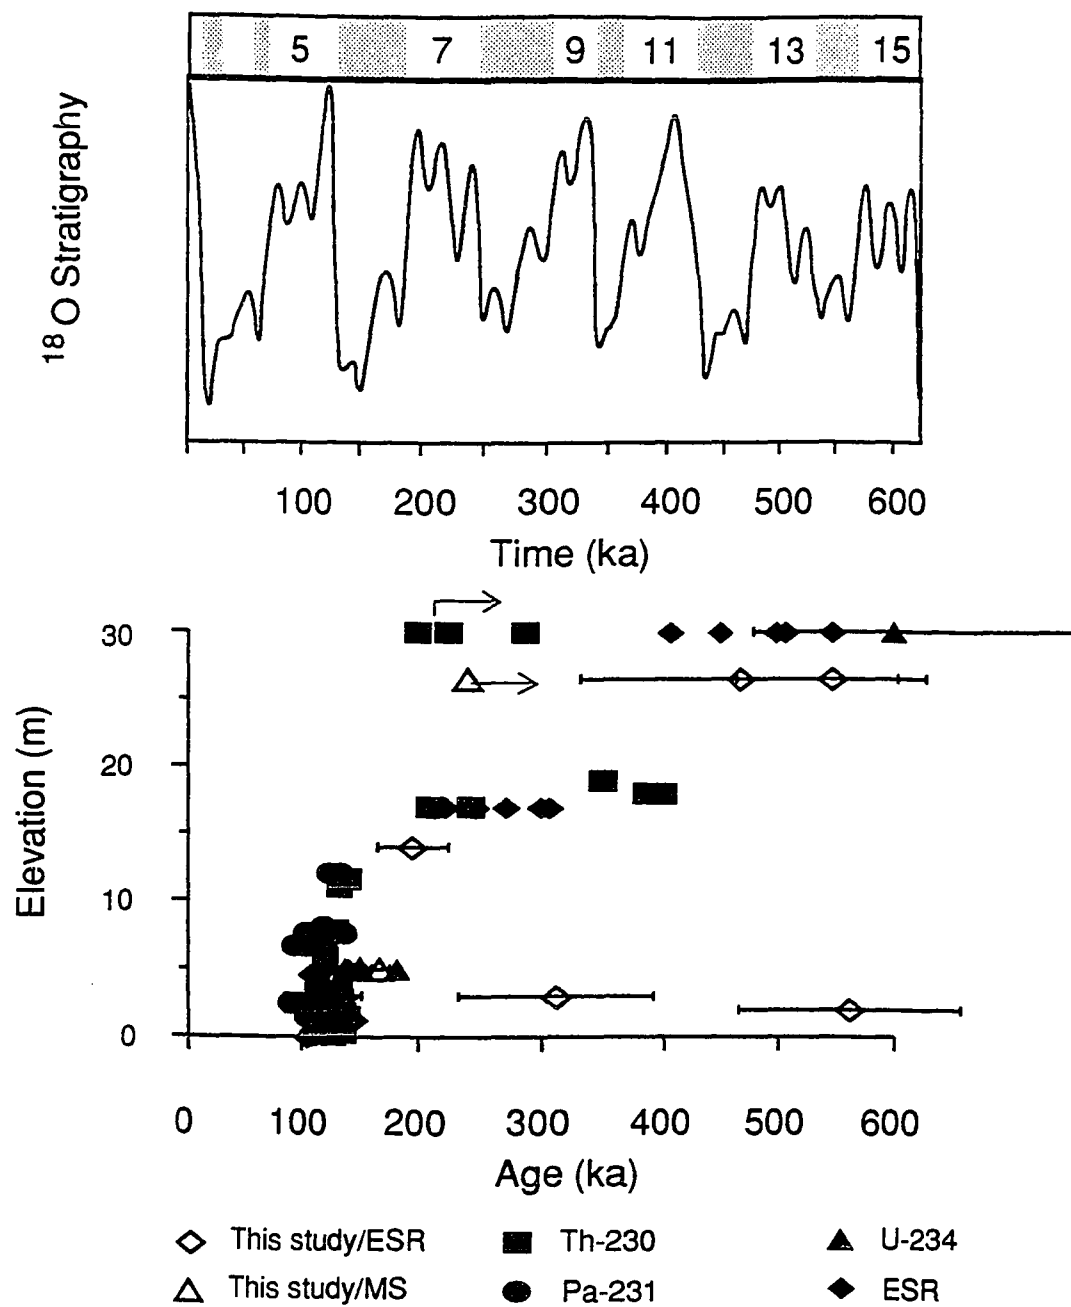 5 7 9 11 13 15
18O Stratigraphy
100 200 300 400 500 600
Time (ka)
30
20
10
0
Elevation (m)
0 100 200 300 400 500 600
Age (ka)
This study/ESR Th-230 U-234
This study/MS Pa-231 ESR